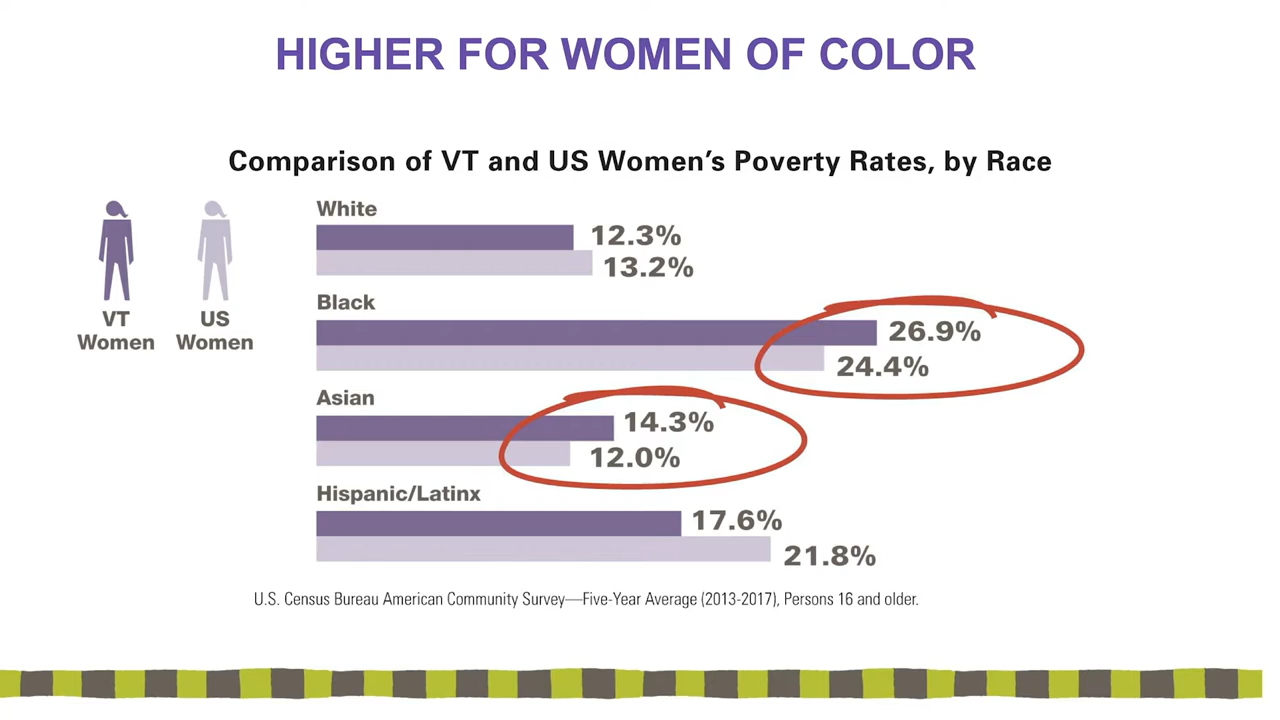 HIGHER FOR WOMEN OF COLOR
Comparison of VT and US Women's Poverty Rates, by Race
VT
Women
US
Women
White
12.3%
13.2%
Black
26.9%
24.4%
Asian
14.3%
12.0%
Hispanic/Latinx
17.6%
21.8%
U.S. Census Bureau American Community Survey—Five-Year Average (2013-2017), Persons 16 and older.